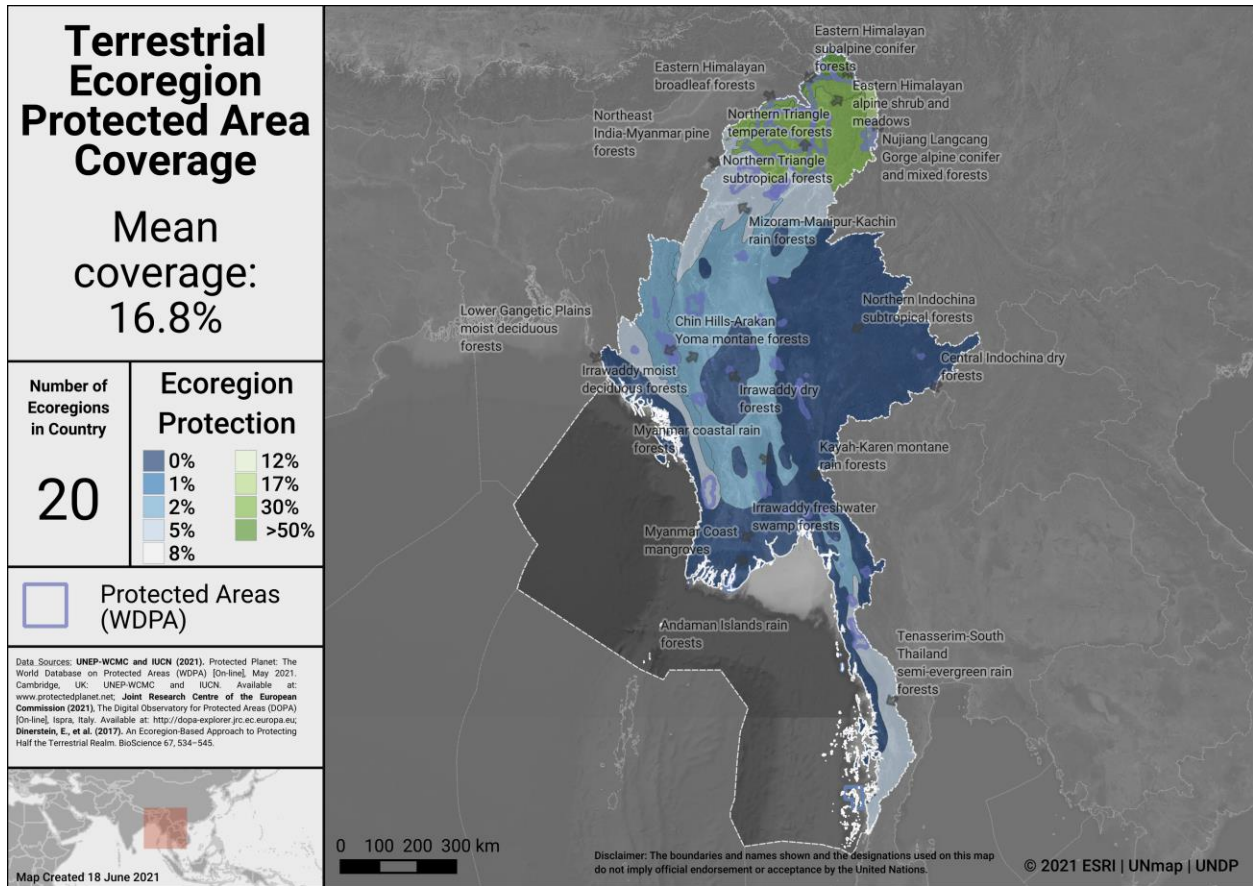 Terrestrial
Ecoregion
Protected Area
Coverage
Mean
coverage:
16.8%
Number of
Ecoregions
in Country
20
Ecoregion
Protection
0%
1%
2%
5%
8%
12%
17%
30%
>50%
Protected Areas
(WDPA)
Data Sources: UNEP-WCMC and IUCN (2021). Protected Planet: The
World Database on Protected Areas (WDPA) [On-line], May 2021.
Cambridge, UK: UNEP-WCMC and IUCN. Available at:
www.protectedplanet.net; Joint Research Centre of the European
Commission (2021), The Digital Observatory for Protected Areas (DOPA)
[On-line], Ispra, Italy. Available at: http://dopa-explorer.jrc.ec.europa.eu;
Dinerstein, E., et al. (2017). An Ecoregion-Based Approach to Protecting
Half the Terrestrial Realm. BioScience 67, 534–545.
Map Created 18 June 2021
Eastern Himalayan
subalpine conifer
forests
Eastern Himalayan
broadleaf forests
Eastern Himalayan
alpine shrub and
meadows
Northeast
India-Myanmar pine
forests
Northern Triangle
temperate forests
Nujiang Langcang
Gorge alpine conifer
and mixed forests
Northern Triangle
subtropical forests
Mizoram-Manipur-Kachin
rain forests
Lower Gangetic Plains
moist deciduous
forests
Chin Hills-Arakan
Yoma montane forests
Northern Indochina
subtropical forests
Central Indochina dry
forests
Irrawaddy moist
deciduous forests
Irrawaddy dry
forests
Myanmar coastal rain
forests
Kayah-Karen montane
rain forests
Irrawaddy freshwater
swamp forests
Myanmar Coast
mangroves
Andaman Islands rain
forests
Tenasserim-South
Thailand
semi-evergreen rain
forests
0 100 200 300 km
Disclaimer: The boundaries and names shown and the designations used on this map
do not imply official endorsement or acceptance by the United Nations.
© 2021 ESRI | UNmap | UNDP